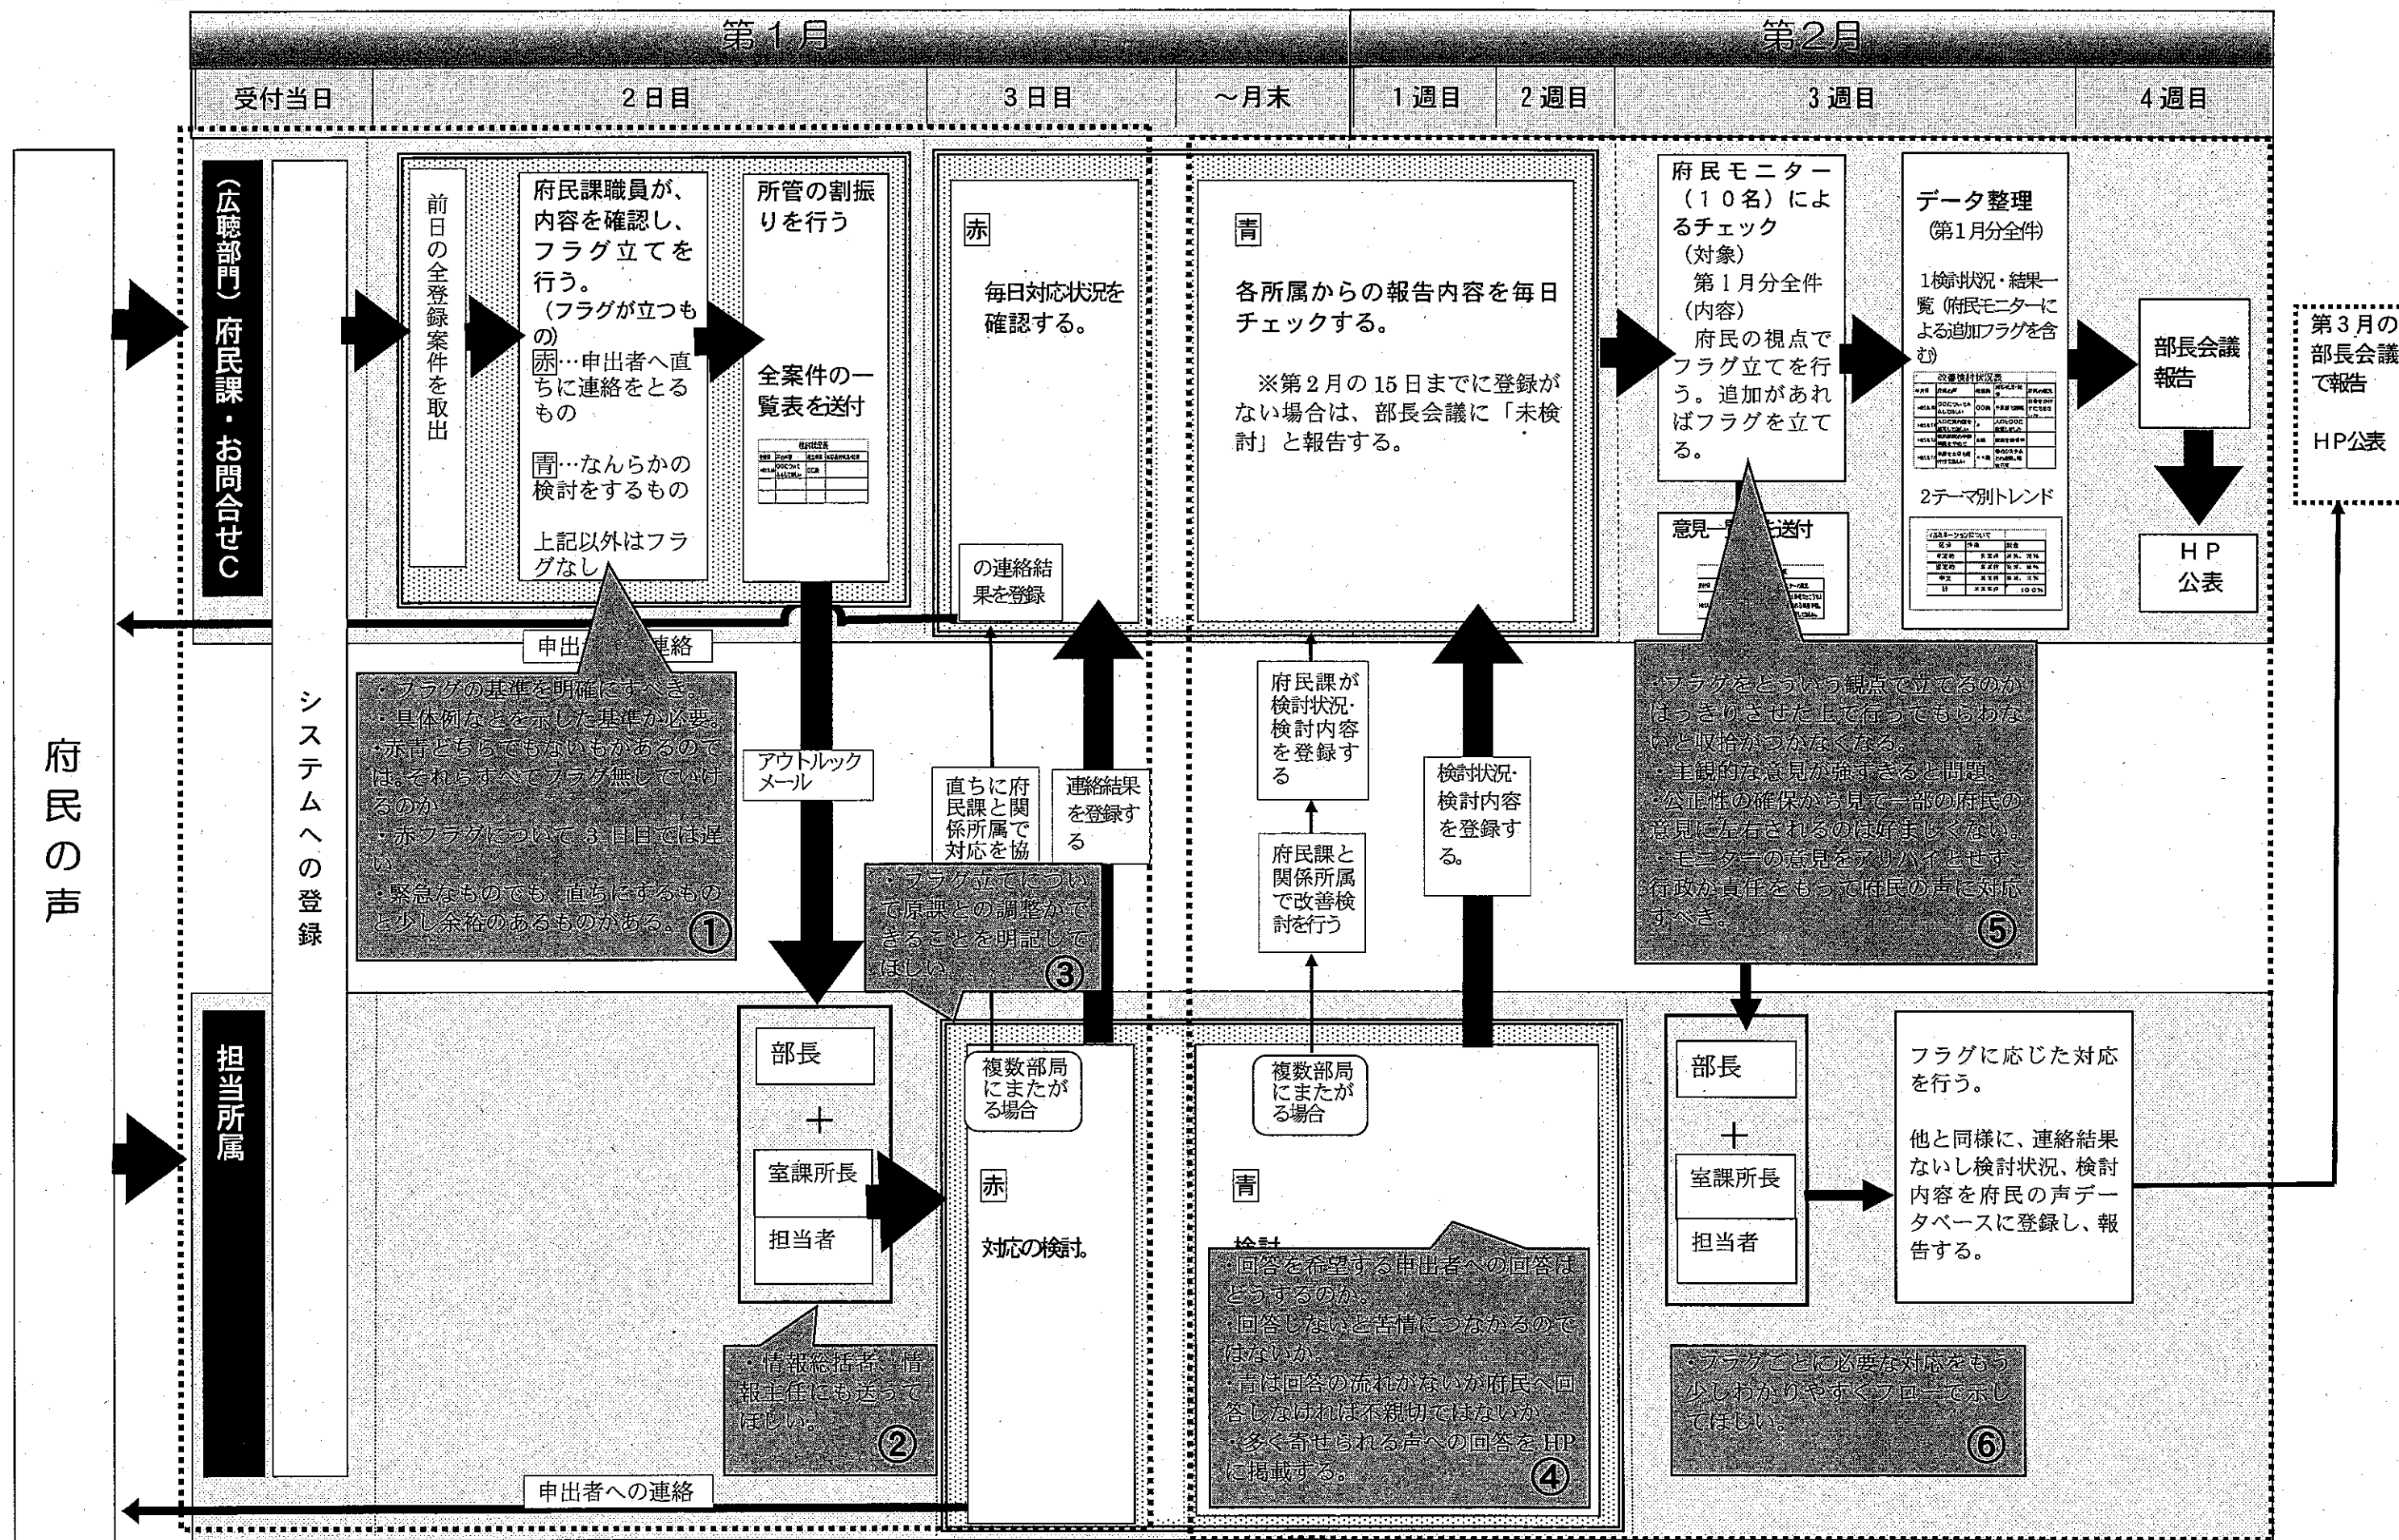 第1月
第2月
受付当日
2日目
3日目
～月末
1週目
2週目
3週目
4週目
府民の声
（広聴部門）府民課・お問合せC
システムへの登録
前日の全登録案件を取出
府民課職員が、
内容を確認し、
フラグ立てを
行う。
（フラグが立つも
の）
赤…申出者へ直
ちに連絡をとる
もの
青…なんらかの
検討をするもの
上記以外はフラ
グなし
所管の割振
りを行う
全案件の一
覧表を送付
赤
毎日対応状況を
確認する。
の連絡結
果を登録
青
各所属からの報告内容を毎日
チェックする。
※第2月の15日までに登録が
ない場合は、部長会議に「未検
討」と報告する。
府民モニター
（10名）によ
るチェック
（対象）
第1月分全件
（内容）
府民の視点で
フラグ立てを行
う。追加があれ
ばフラグを立て
る。
意見一
を送付
データ整理
（第1月分全件）
1検討状況・結果一
覧（府民モニターに
よる追加フラグを含
む）
改善検討状況表
2テーマ別トレンド
部長会議
報告
HP
公表
第3月の
部長会議
で報告
HP公表
申出
連絡
・フラグの基準を明確にすべき。
・具体例などを示した基準が必要。
・赤青どちらでもないもがあるので
は。それらすべてフラグ無しでいけ
るのか
・赤フラグについて3日目では遅
い
・緊急なものでも、直ちにするもの
と少し余裕のあるものがある。
①
アウトルック
メール
直ちに府
民課と関
係所属で
対応を協
連絡結果
を登録す
る
・フラグ立てについ
て原課との調整がで
きることを明記して
ほしい
③
府民課が
検討状況・
検討内容
を登録す
る
府民課と
関係所属
で改善検
討を行う
検討状況・
検討内容
を登録す
る。
・フラグをどういう観点で立てるのか
はっきりさせた上で行ってもらわな
いと収拾がつかなくなる。
・主観的な意見が強すぎると問題。
・公正性の確保から見て一部の府民の
意見に左右されるのは好ましくない。
・モニターの意見をアリバイとせず、
行政が責任をもって府民の声に対応
すべき
⑤
担当所属
部長
＋
室課所長
担当者
・情報総括者、情
報主任にも送って
ほしい。
②
複数部局
にまたが
る場合
赤
対応の検討。
複数部局
にまたが
る場合
青
検討
・回答を希望する申出者への回答は
どうするのか。
・回答しないと苦情につながるので
はないか。
・青は回答の流れがないが府民へ回
答しなければ不親切ではないか
・多く寄せられる声への回答をHP
に掲載する。
④
部長
＋
室課所長
担当者
フラグに応じた対応
を行う。
他と同様に、連絡結果
ないし検討状況、検討
内容を府民の声デー
タベースに登録し、報
告する。
・フラグごとに必要な対応をもう
少しわかりやすくフローで示し
てほしい。
⑥
申出者への連絡